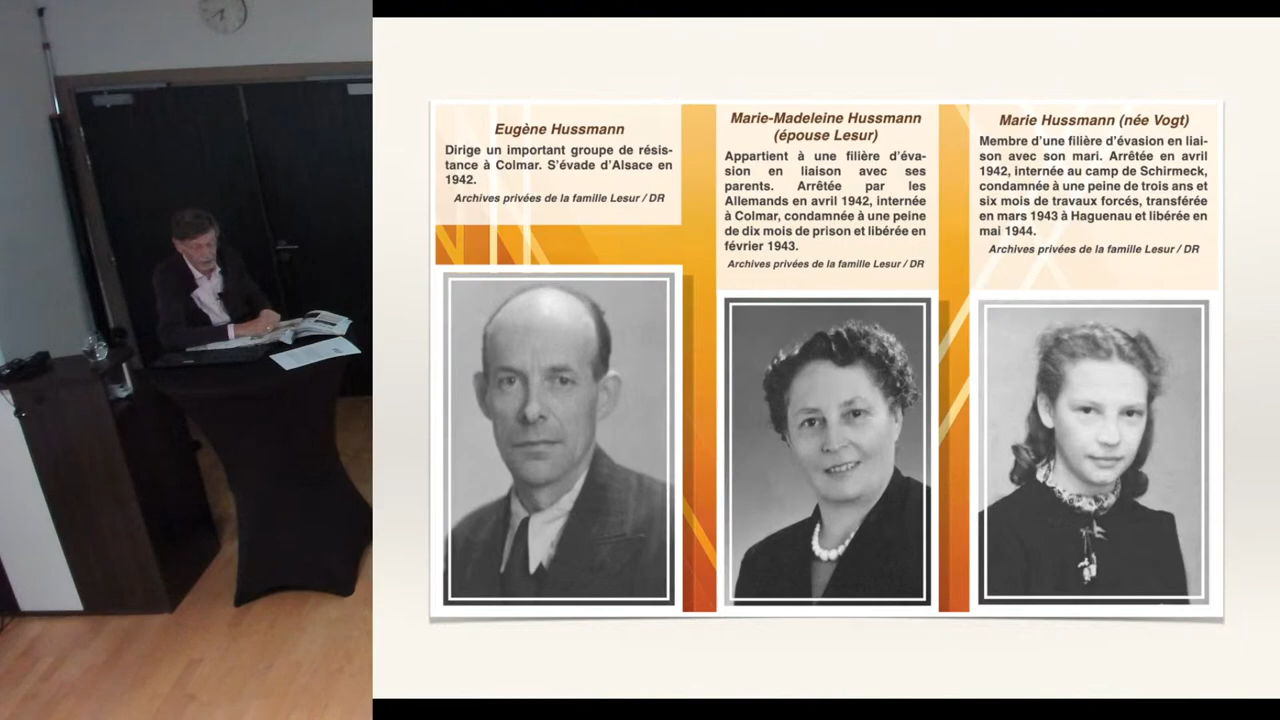 Eugène Hussmann
Dirige un important groupe de résis-
tance à Colmar. S'évade d'Alsace en
1942.
Archives privées de la famille Lesur / DR
Marie-Madeleine Hussmann
(épouse Lesur)
Appartient à une filière d'éva-
sion en liaison avec ses
parents. Arrêtée par les
Allemands en avril 1942, internée
à Colmar, condamnée à une peine
de dix mois de prison et libérée en
février 1943.
Archives privées de la famille Lesur / DR
Marie Hussmann (née Vogt)
Membre d'une filière d'évasion en liai-
son avec son mari. Arrêtée en avril
1942, internée au camp de Schirmeck,
condamnée à une peine de trois ans et
six mois de travaux forcés, transférée
en mars 1943 à Haguenau et libérée en
mai 1944.
Archives privées de la famille Lesur / DR